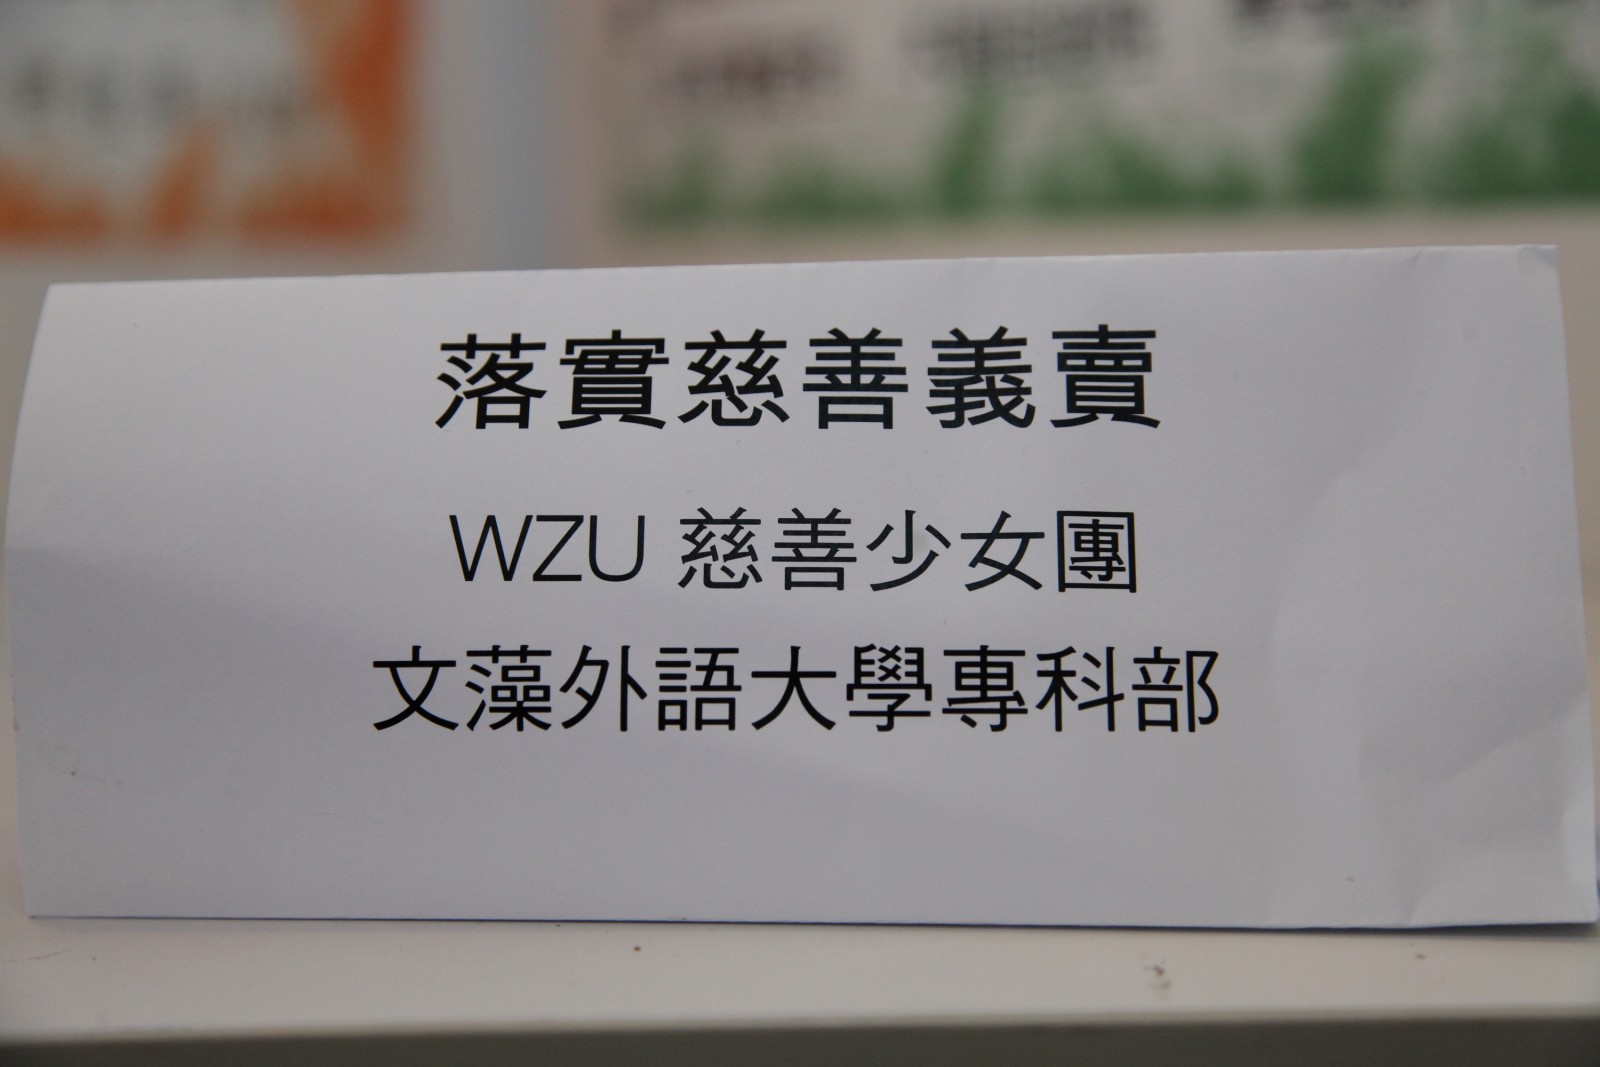 落實慈善義賣
WZU 慈善少女團
文藻外語大學專科部